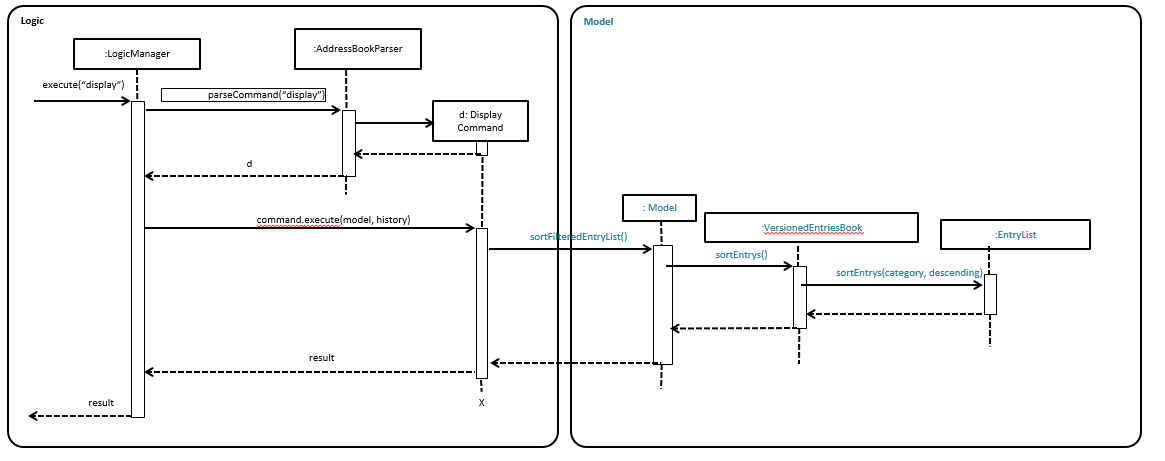 Logic
Model
:LogicManager
:AddressBookParser
execute("display")
parseCommand("display")
d: Display
Command
d
command.execute(model, history)
: Model
:VersionedEntriesBook
:EntryList
sortFilteredEntryList()
sortEntrys()
sortEntrys(category, descending)
result
result
X